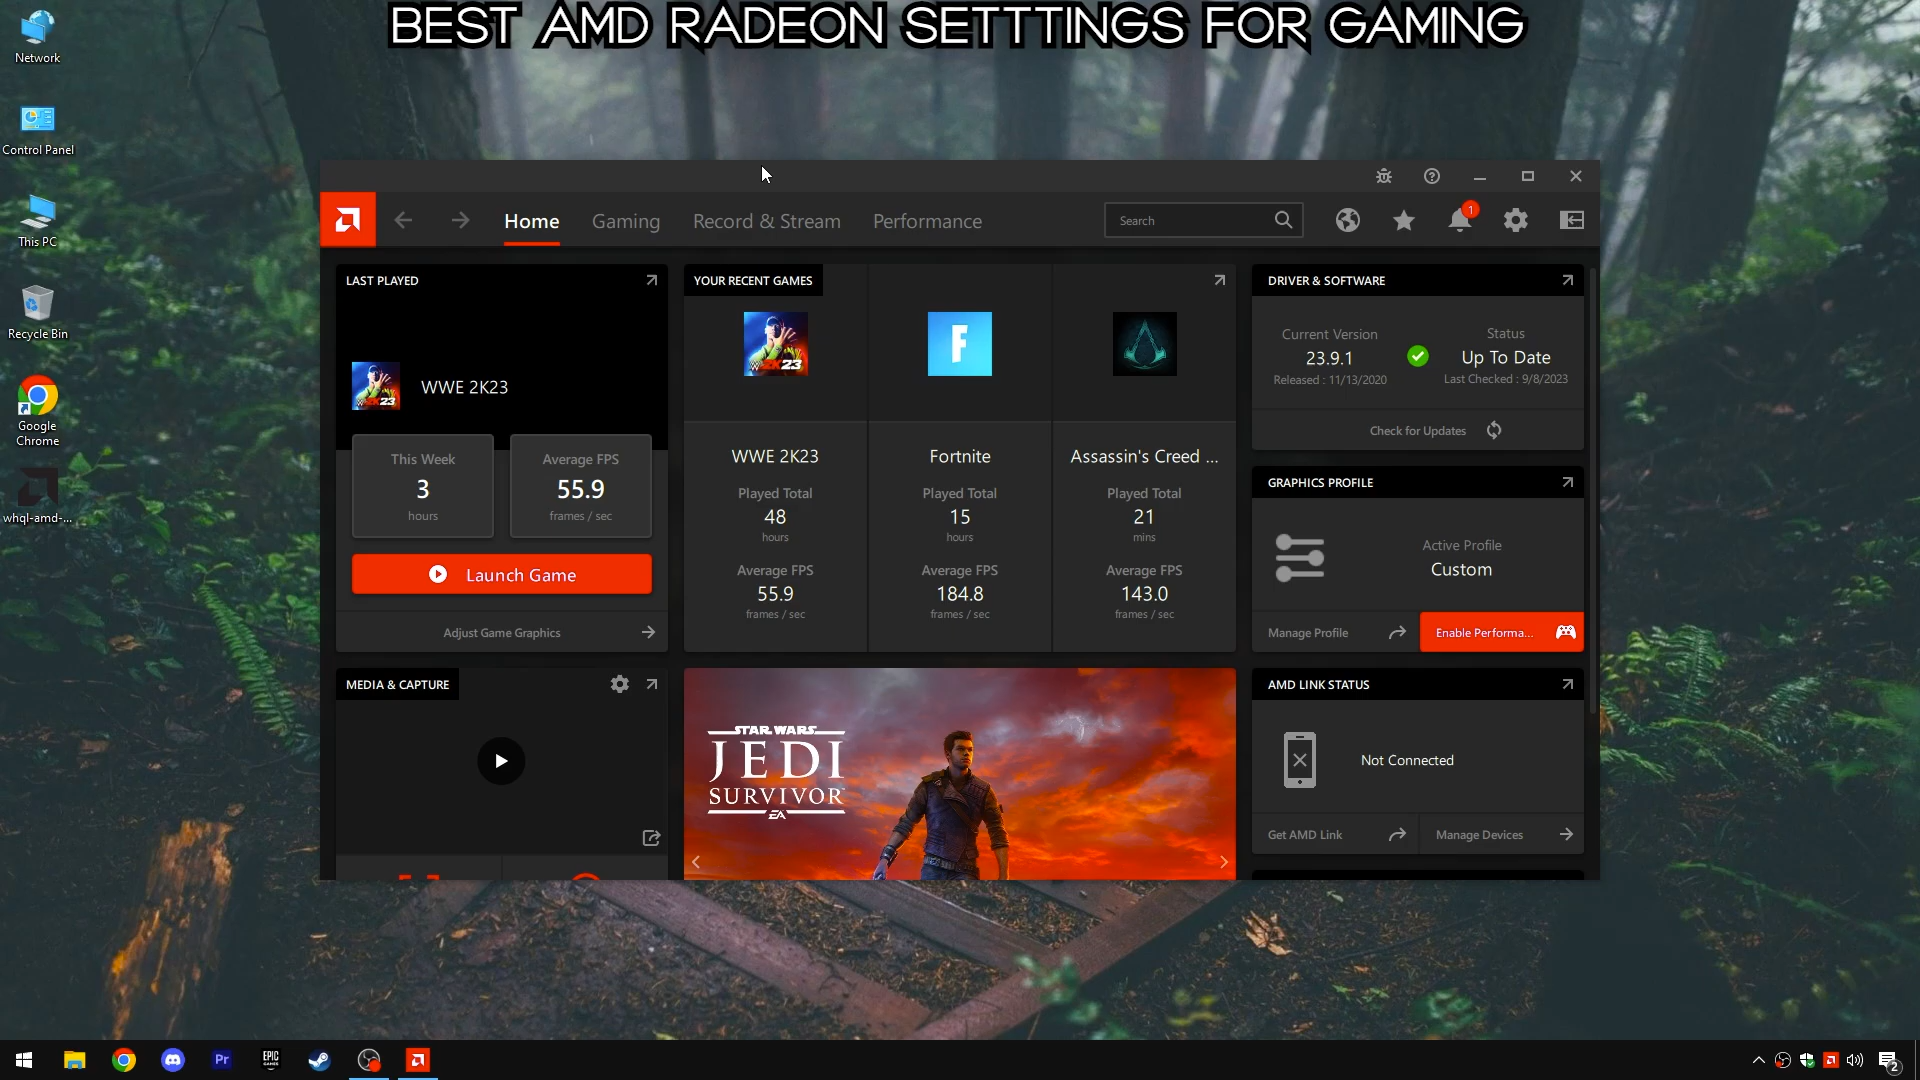 BEST AMD RADEON SETTTINGS FOR GAMING
Network
Control Panel
This PC
Recycle Bin
Google
Chrome
whql-amd-...
Home
Gaming
Record & Stream
Performance
Search
1
LAST PLAYED
WWE 2K23
This Week
3
hours
Average FPS
55.9
frames / sec
Launch Game
Adjust Game Graphics
YOUR RECENT GAMES
WWE 2K23
Played Total
48
hours
Average FPS
55.9
frames / sec
Fortnite
Played Total
15
hours
Average FPS
184.8
frames / sec
Assassin's Creed ...
Played Total
21
mins
Average FPS
143.0
frames / sec
DRIVER & SOFTWARE
Current Version
23.9.1
Released : 11/13/2020
Status
Up To Date
Last Checked : 9/8/2023
Check for Updates
GRAPHICS PROFILE
Active Profile
Custom
Manage Profile
Enable Performa...
MEDIA & CAPTURE
STAR WARS
JEDI
SURVIVOR
EA
AMD LINK STATUS
Not Connected
Get AMD Link
Manage Devices
Pr
EPIC
GAMES
2